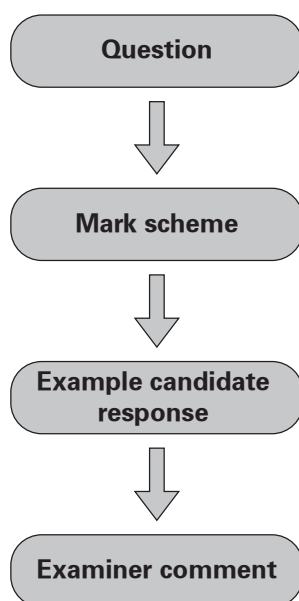 Question
Mark scheme
Example candidate
response
Examiner comment